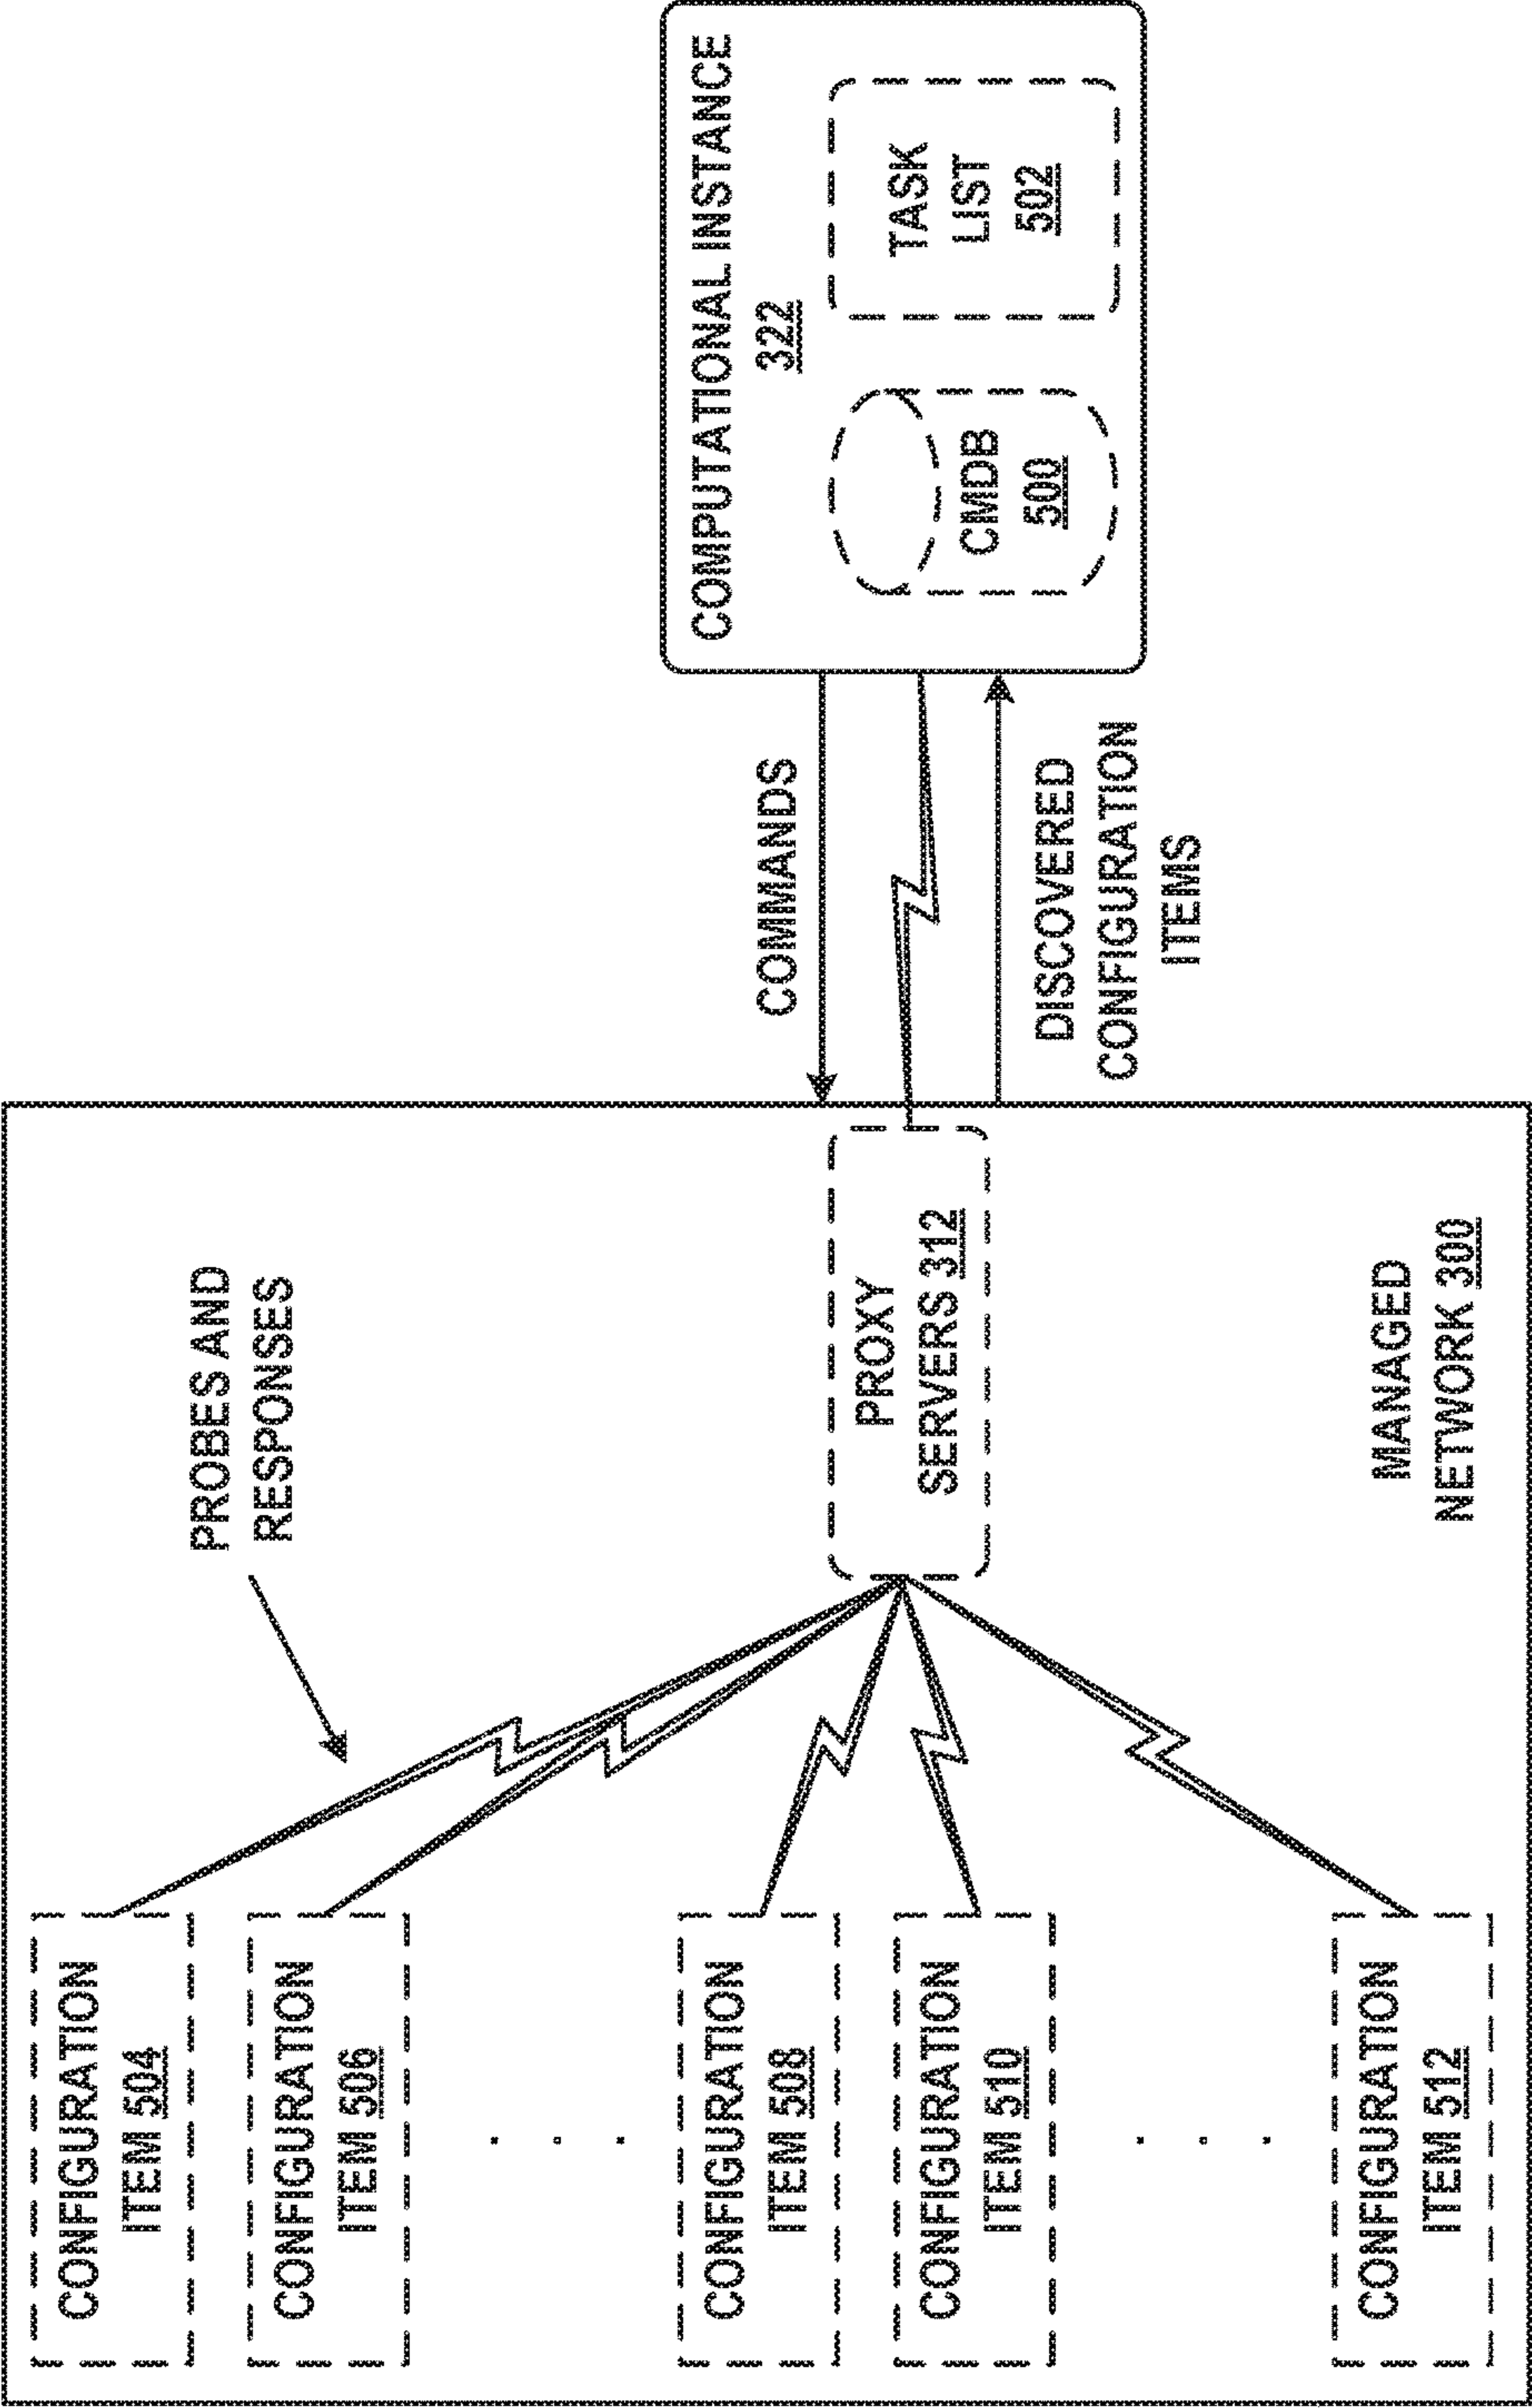 COMPUTATIONAL INSTANCE
322
CMDB
500
TASK
LIST
502
COMMANDS
DISCOVERED
CONFIGURATION
ITEMS
PROBES AND
RESPONSES
PROXY
SERVERS 312
MANAGED
NETWORK 300
CONFIGURATION
ITEM 504
CONFIGURATION
ITEM 506
CONFIGURATION
ITEM 508
CONFIGURATION
ITEM 510
CONFIGURATION
ITEM 512